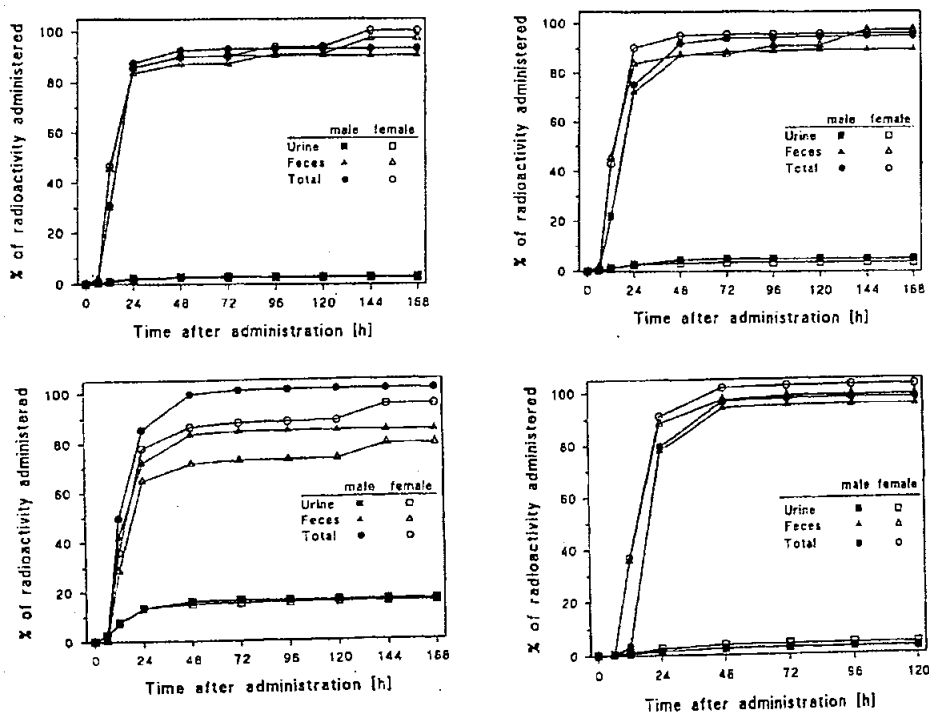 % of radioactivity administered
100
80
60
40
20
0
male female
Urine
Feces
Total
0 24 48 72 96 120 144 168
Time after administration [h]
% of radioactivity administered
100
80
60
40
20
0
male female
Urine
Feces
Total
0 24 48 72 96 120 144 168
Time after administration [h]
% of radioactivity administered
100
80
60
40
20
0
male female
Urine
Feces
Total
0 24 48 72 96 120 144 168
Time after administration [h]
% of radioactivity administered
100
80
60
40
20
0
male female
Urine
Feces
Total
0 24 48 72 96 120
Time after administration [h]